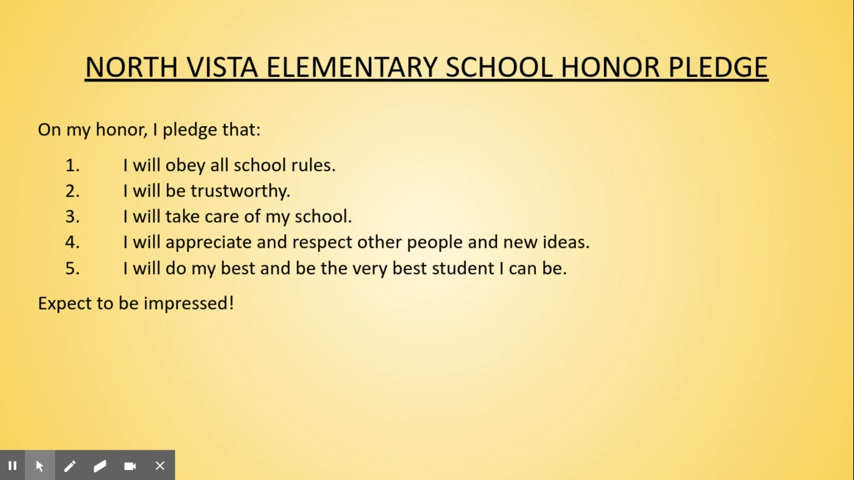 NORTH VISTA ELEMENTARY SCHOOL HONOR PLEDGE
On my honor, I pledge that:
1. I will obey all school rules.
2. I will be trustworthy.
3. I will take care of my school.
4. I will appreciate and respect other people and new ideas.
5. I will do my best and be the very best student I can be.
Expect to be impressed!